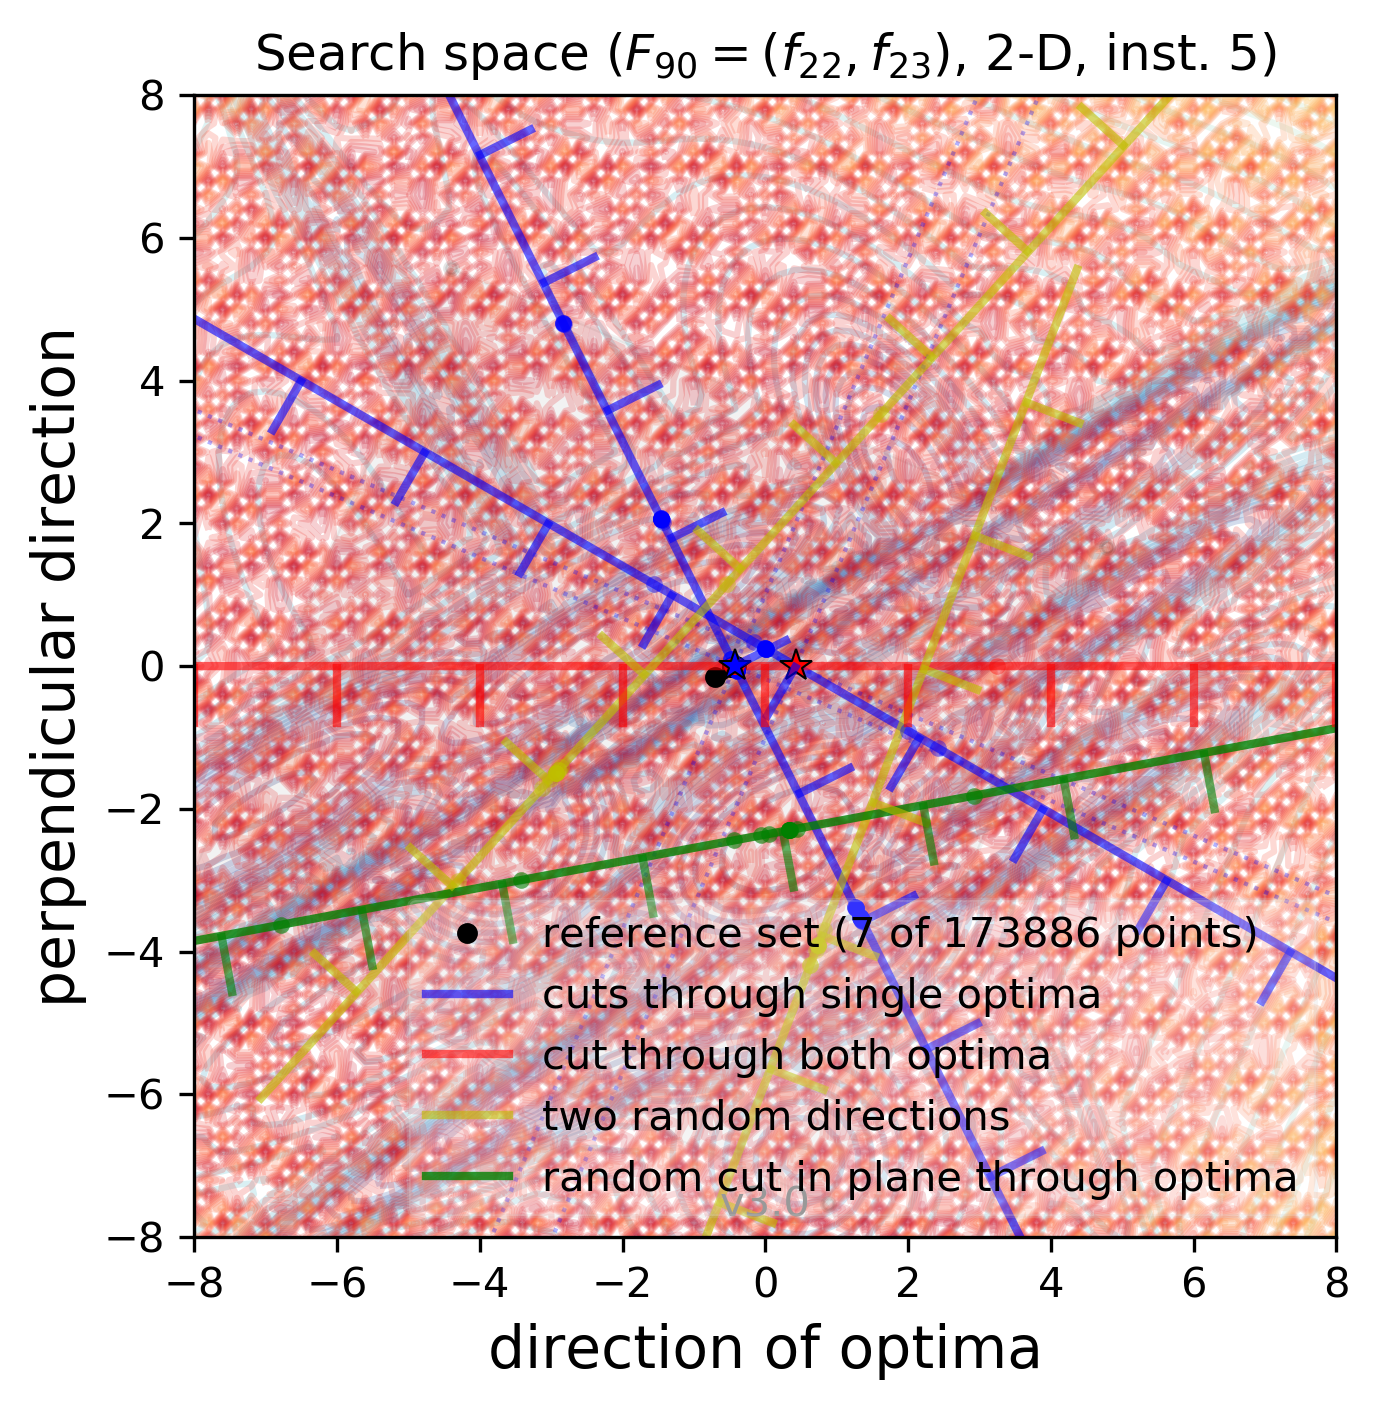 Search space (F₉₀ = (f₂₂, f₂₃), 2-D, inst. 5)
8
6
4
2
0
−2
−4
−6
−8
perpendicular direction
reference set (7 of 173886 points)
cuts through single optima
cut through both optima
two random directions
random cut in plane through optima
v3.0
−8 −6 −4 −2 0 2 4 6 8
direction of optima